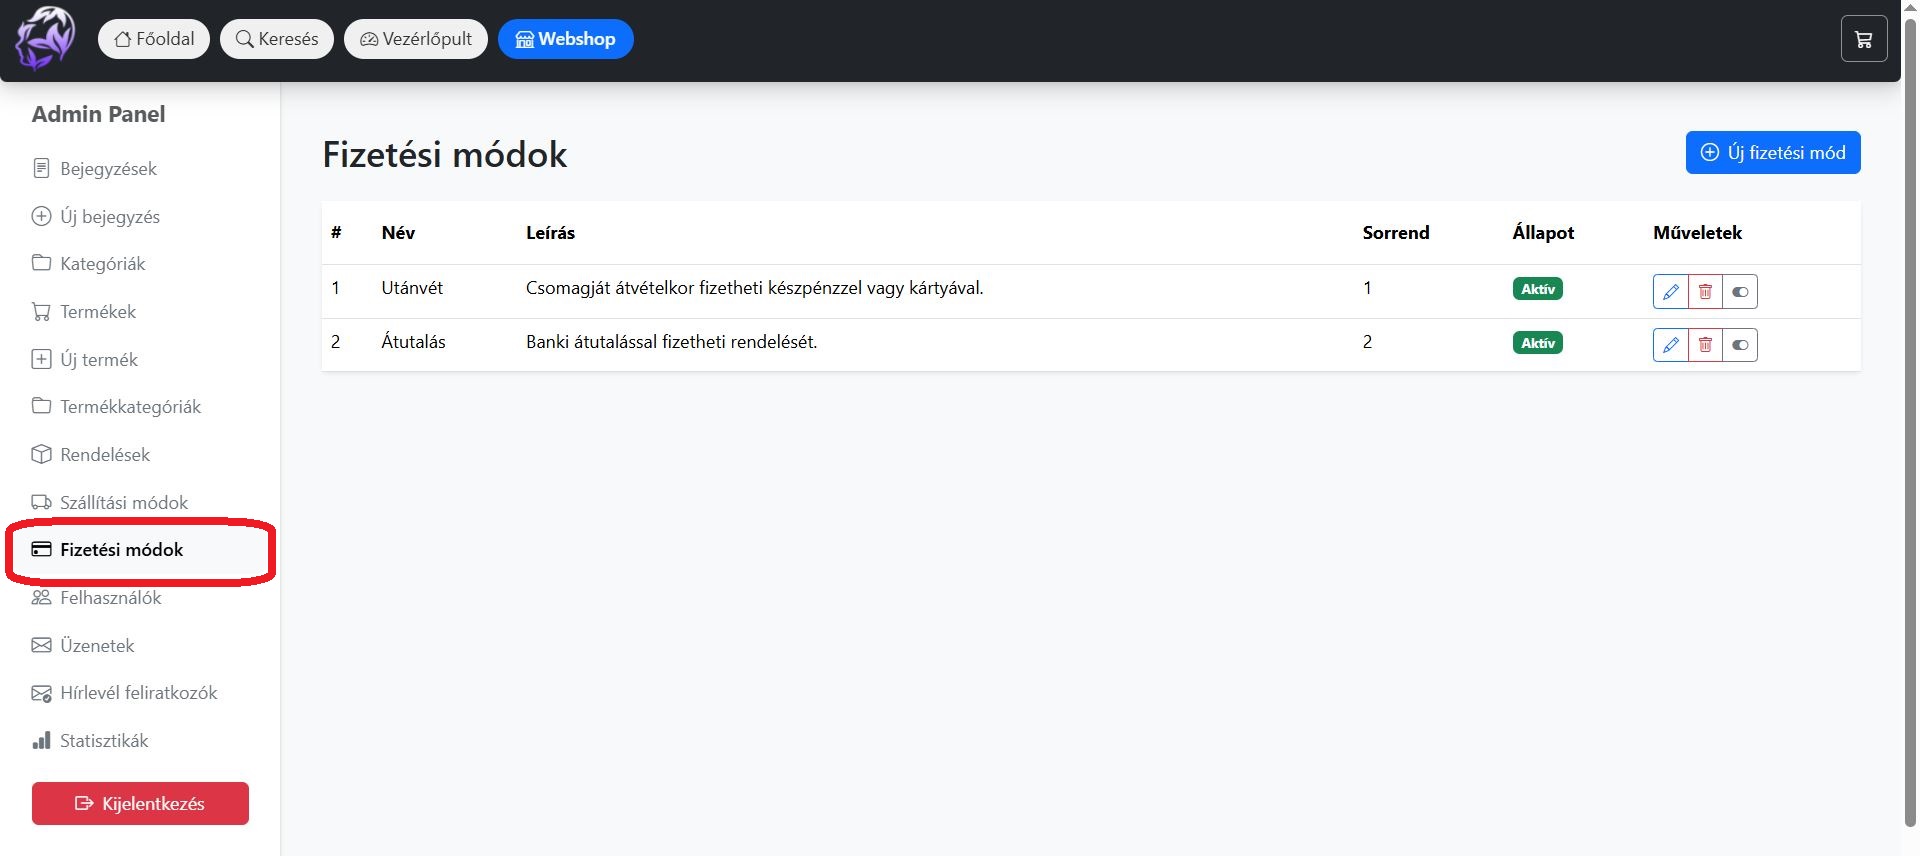 Főoldal Keresés Vezérlőpult Webshop
Admin Panel
Bejegyzések
Új bejegyzés
Kategóriák
Termékek
Új termék
Termékkategóriák
Rendelések
Szállítási módok
Fizetési módok
Felhasználók
Üzenetek
Hírlevél feliratkozók
Statisztikák
Kijelentkezés
Fizetési módok
Új fizetési mód
# Név Leírás Sorrend Állapot Műveletek
1 Utánvét Csomagját átvételkor fizetheti készpénzzel vagy kártyával. 1 Aktív
2 Átutalás Banki átutalással fizetheti rendelését. 2 Aktív